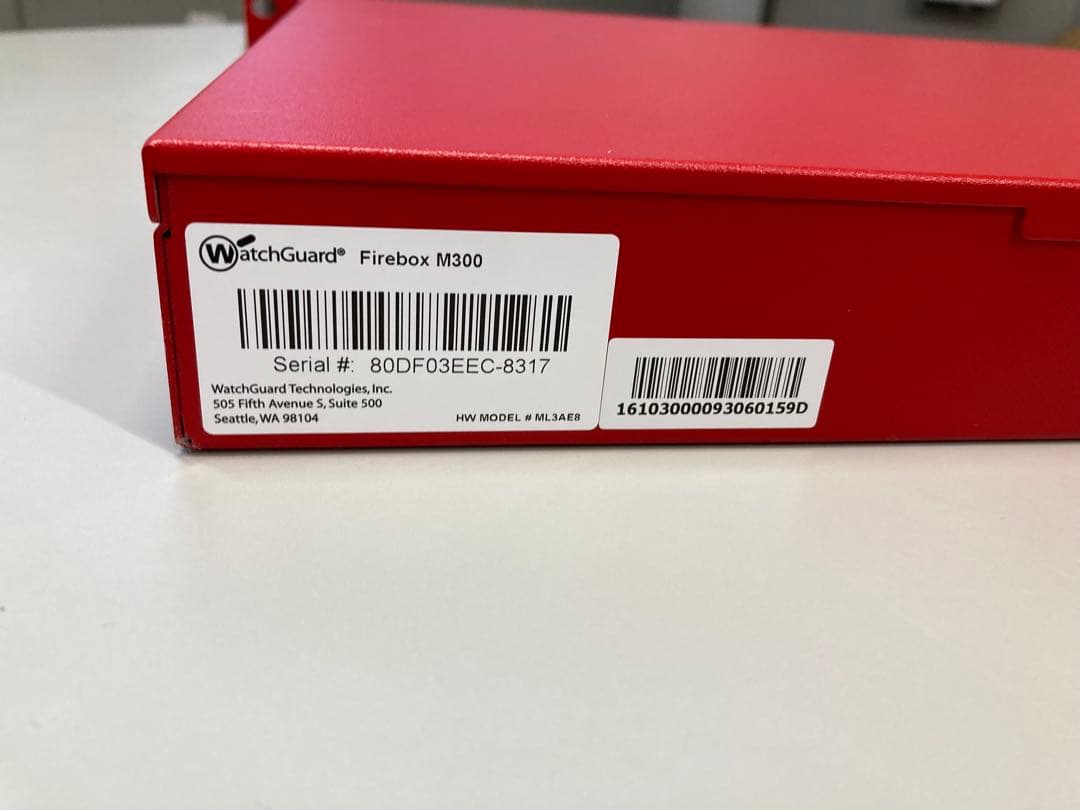 WatchGuard® Firebox M300
Serial #: 80DF03EEC-8317
WatchGuard Technologies, Inc.
505 Fifth Avenue S, Suite 500
Seattle, WA 98104
HW MODEL # ML3AE8
16103000093060159D